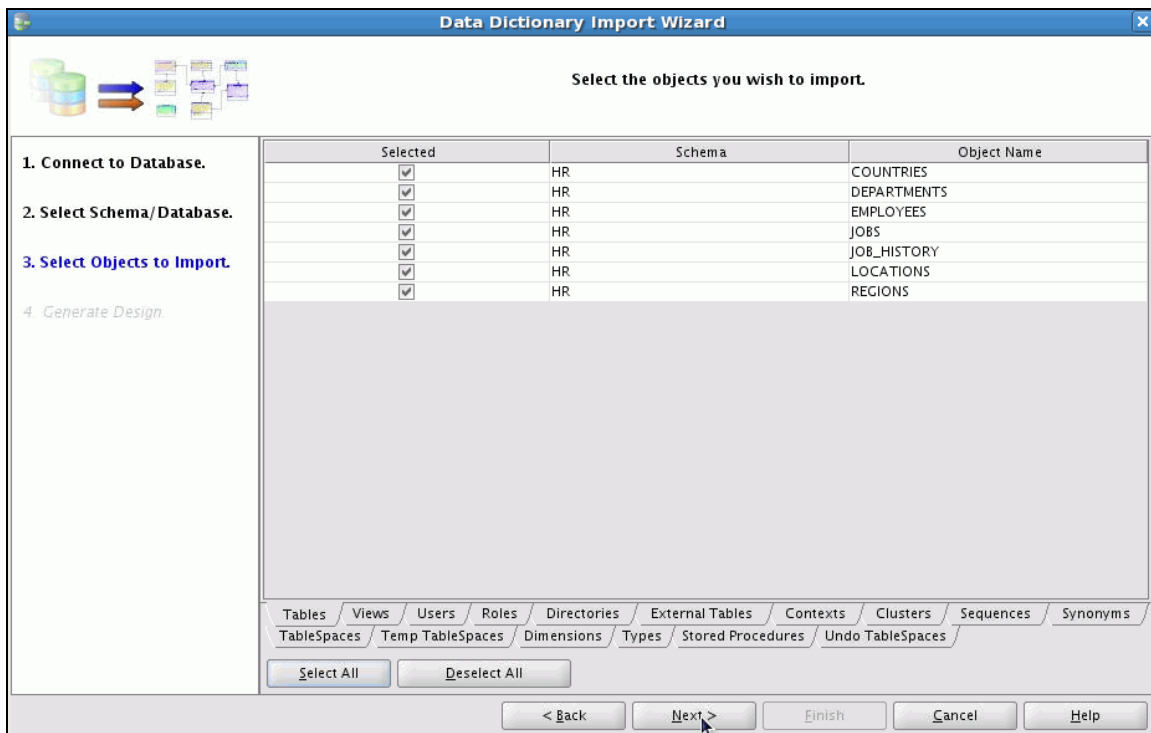 Data Dictionary Import Wizard
Select the objects you wish to import.
1. Connect to Database.
2. Select Schema/Database.
3. Select Objects to Import.
4. Generate Design.
Selected Schema Object Name
HR COUNTRIES
HR DEPARTMENTS
HR EMPLOYEES
HR JOBS
HR JOB_HISTORY
HR LOCATIONS
HR REGIONS
Tables Views Users Roles Directories External Tables Contexts Clusters Sequences Synonyms
TableSpaces Temp TableSpaces Dimensions Types Stored Procedures Undo TableSpaces
Select All Deselect All
< Back Next > Finish Cancel Help